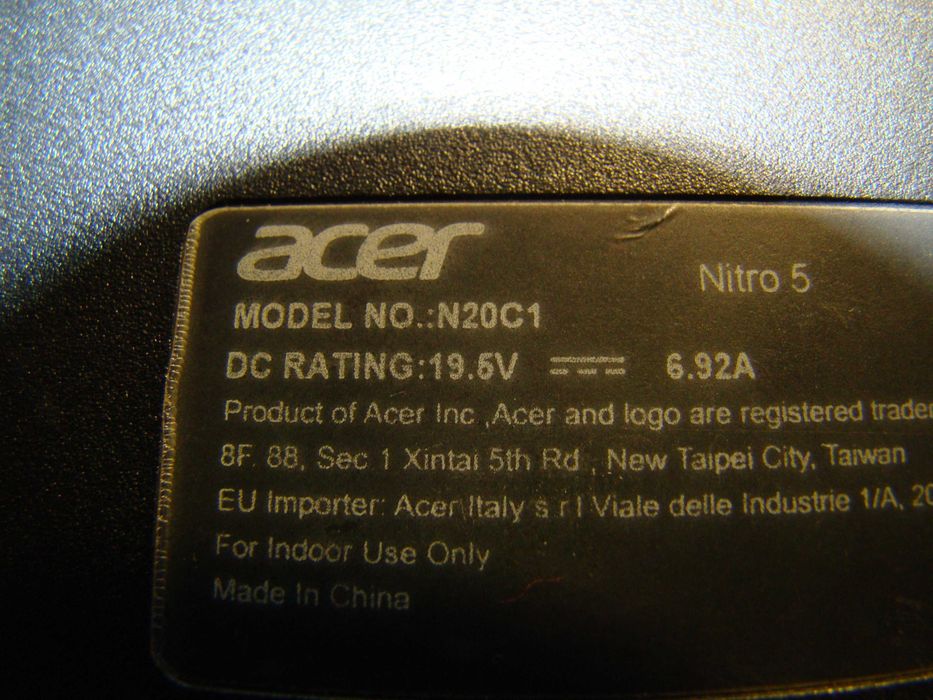 acer
Nitro 5
MODEL NO.:N20C1
DC RATING:19.5V 6.92A
Product of Acer Inc ,Acer and logo are registered trader
8F. 88, Sec 1 Xintai 5th Rd , New Taipei City, Taiwan
EU Importer: Acer Italy s r l Viale delle Industrie 1/A, 20
For Indoor Use Only
Made In China